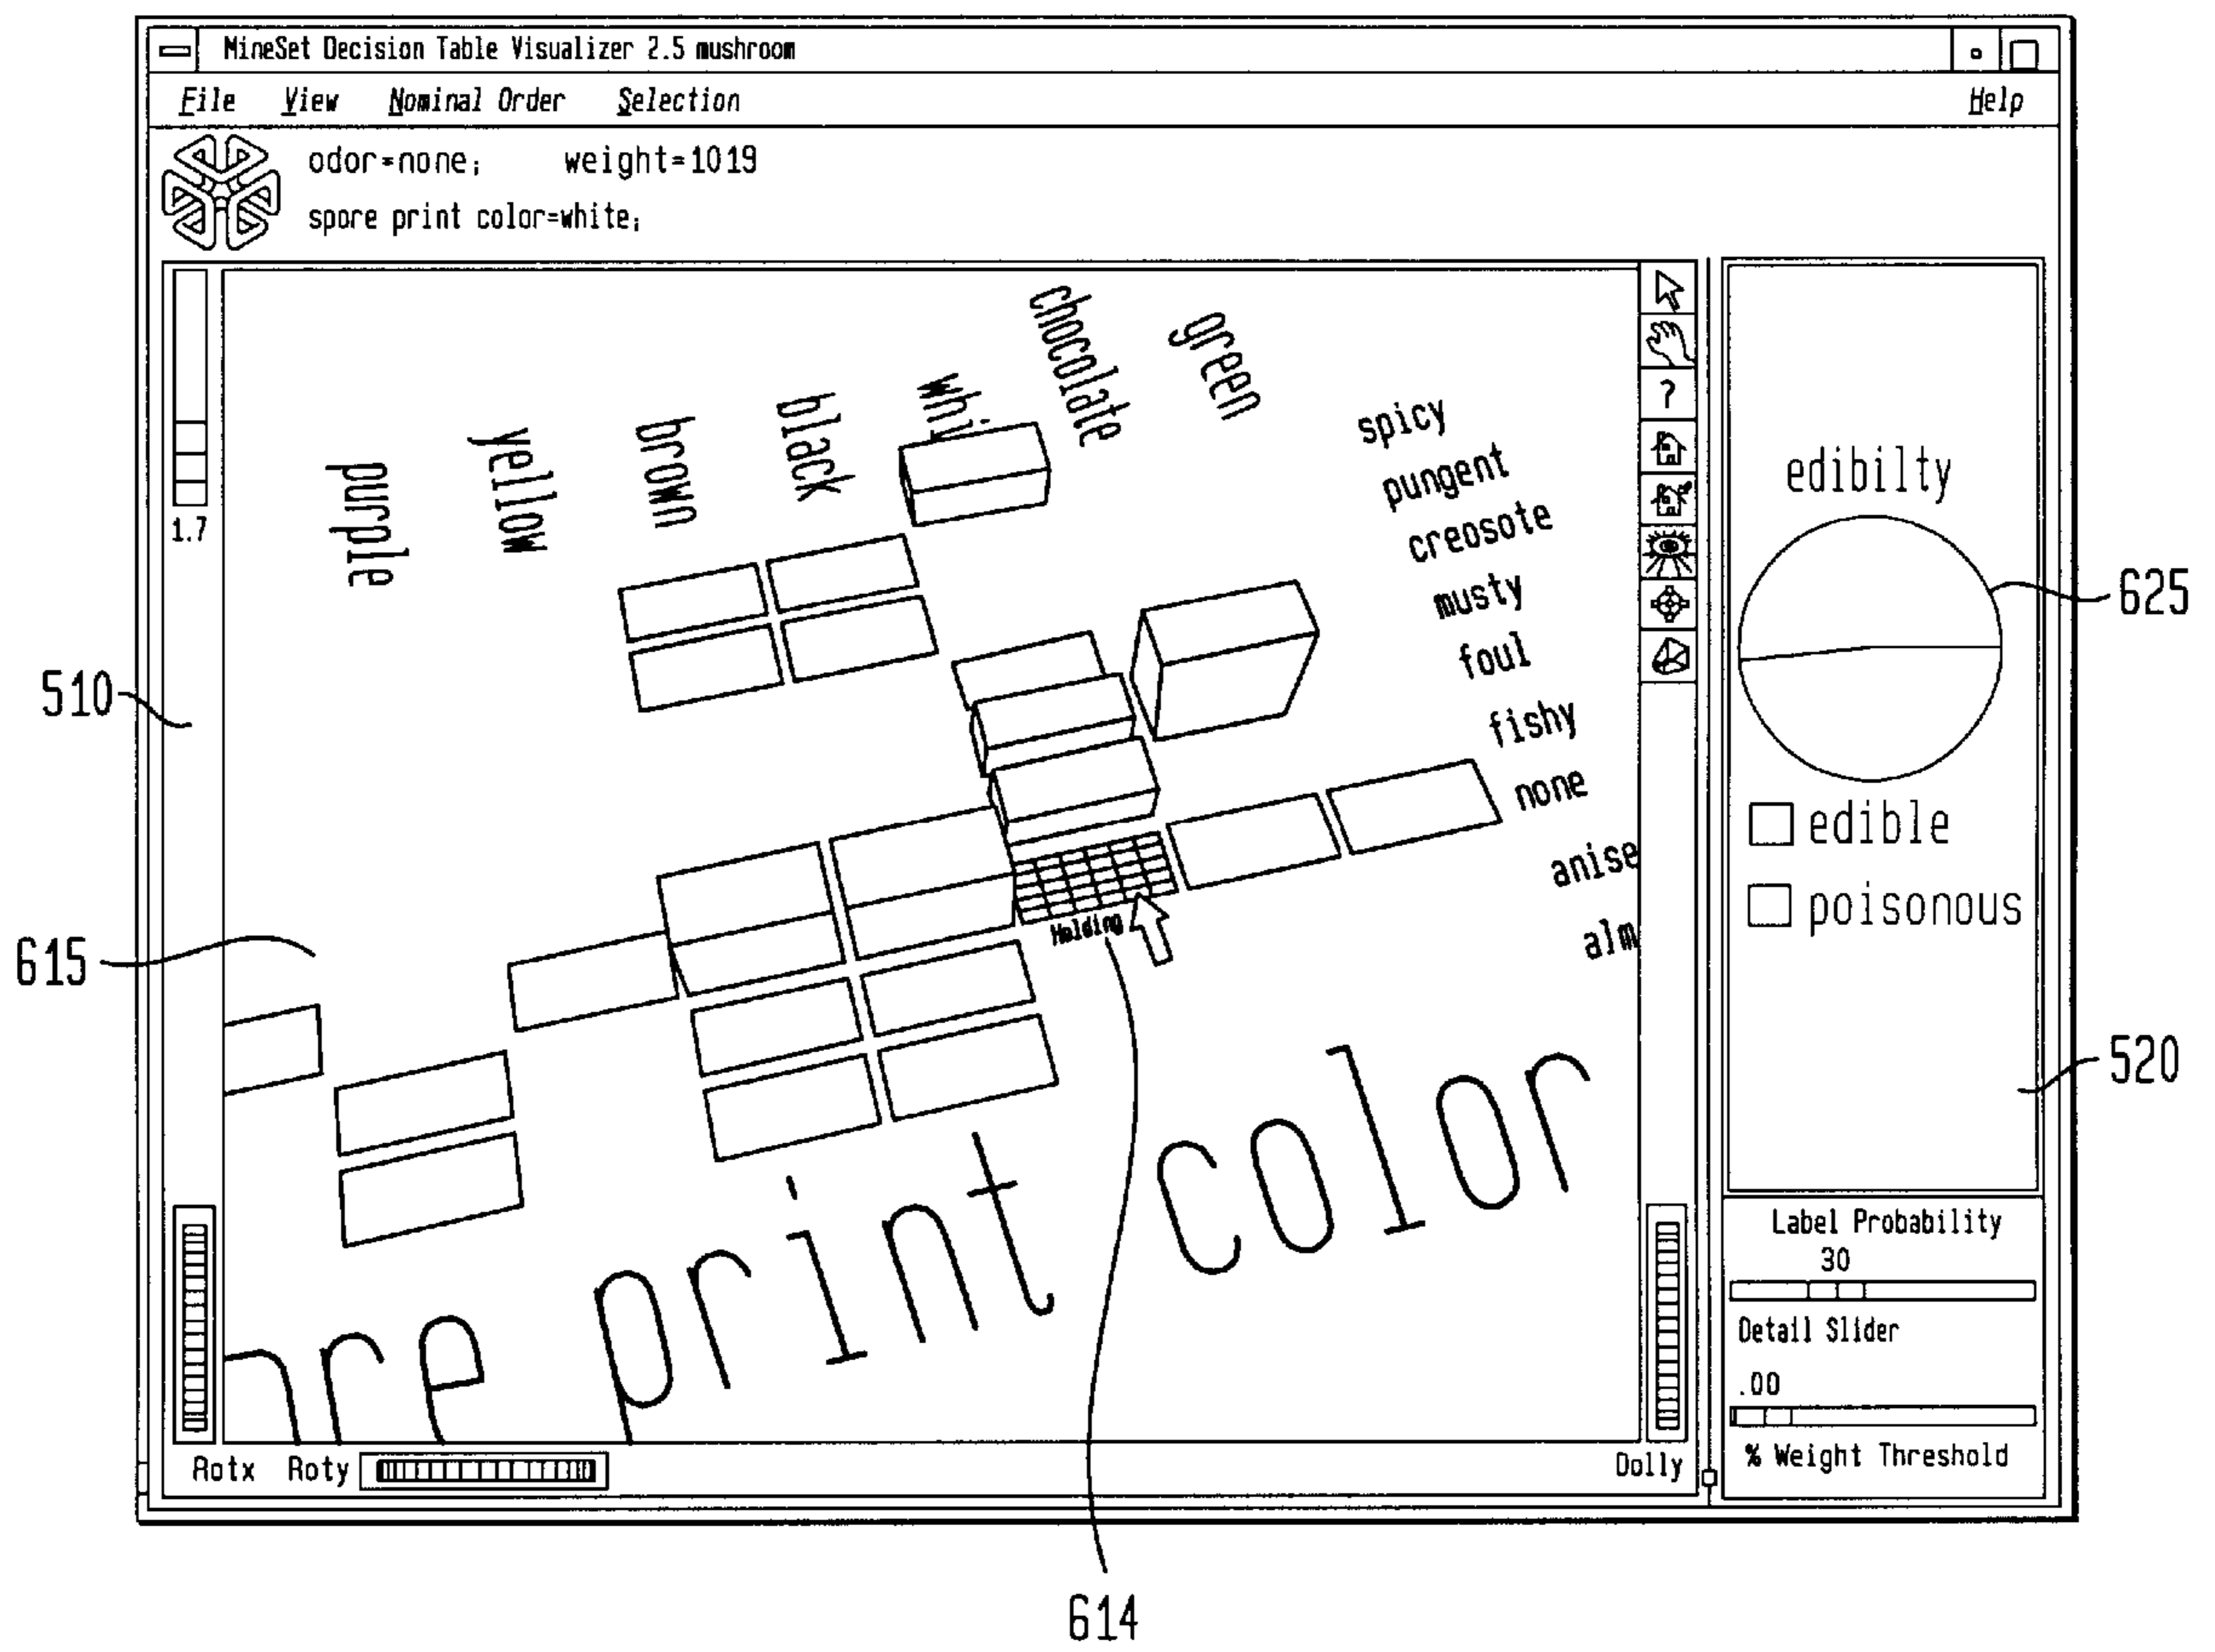 MineSet Decision Table Visualizer 2.5 mushroom
File View Nominal Order Selection Help
odor=none; weight=1019
spore print color=white;
chocolate
green
whi
black
brown
yellow
purple
spicy
pungent
creosote
musty
foul
fishy
none
anise
alm
1.7
edibilty
625
edible
poisonous
510
615
Holding
520
ore print color
Label Probability
30
Detail Slider
.00
% Weight Threshold
Rotx Roty Dolly
614
?